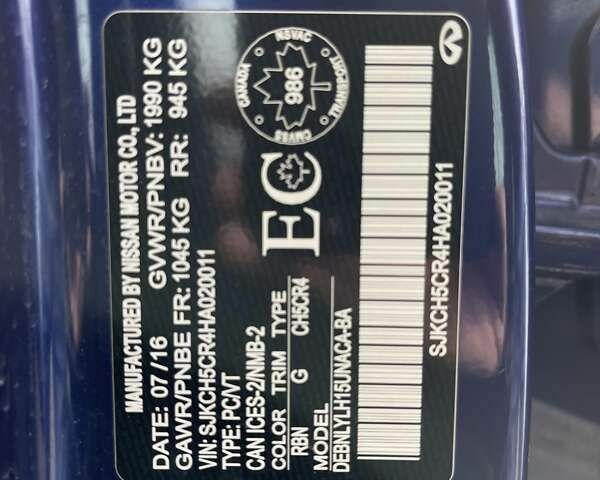 MANUFACTURED BY NISSAN MOTOR CO., LTD
DATE: 07/16 GVWR/PNBV: 1990 KG
GAWR/PNBE FR: 1045 KG RR: 945 KG
VIN: SJKCH5CR4HA020011
TYPE: PC/VT
CAN ICES-2/NMB-2
COLOR TRIM TYPE
RBN G CH5CR4
MODEL
DEBNLYLH15UNACA-BA
NSVAC
CANADA
TRANSPORT
CMVSS
986
EC
SJKCH5CR4HA020011